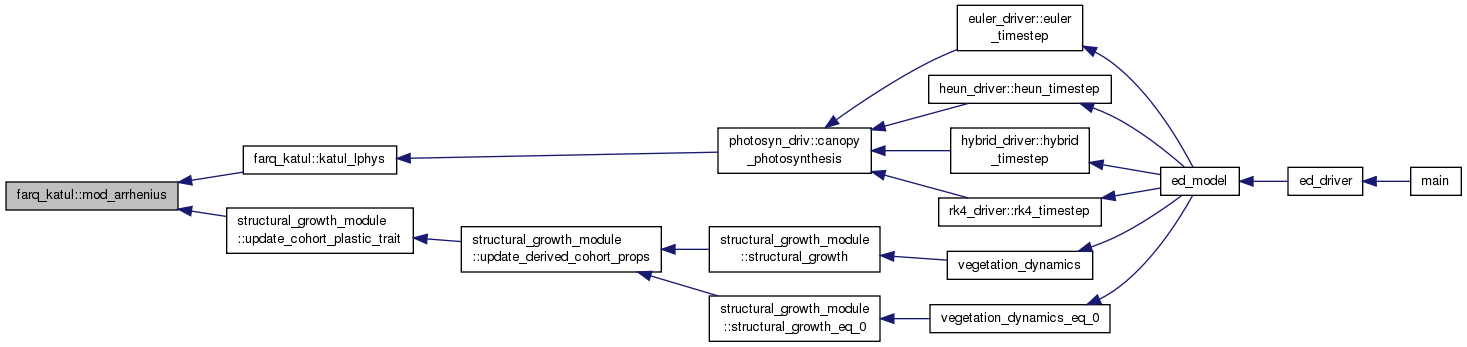 farq_katul::mod_arrhenius
farq_katul::katul_lphys
structural_growth_module
::update_cohort_plastic_trait
structural_growth_module
::update_derived_cohort_props
photosyn_driv::canopy
_photosynthesis
structural_growth_module
::structural_growth
structural_growth_module
::structural_growth_eq_0
euler_driver::euler
_timestep
heun_driver::heun_timestep
hybrid_driver::hybrid
_timestep
rk4_driver::rk4_timestep
vegetation_dynamics
vegetation_dynamics_eq_0
ed_model
ed_driver
main